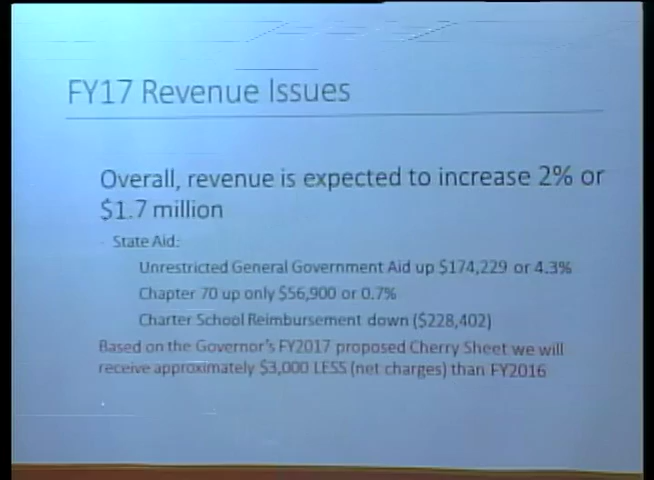 FY17 Revenue Issues
Overall, revenue is expected to increase 2% or
$1.7 million
State Aid:
Unrestricted General Government Aid up $174,229 or 4.3%
Chapter 70 up only $56,900 or 0.7%
Charter School Reimbursement down ($228,402)
Based on the Governor's FY2017 proposed Cherry Sheet we will
receive approximately $3,000 LESS (net charges) than FY2016